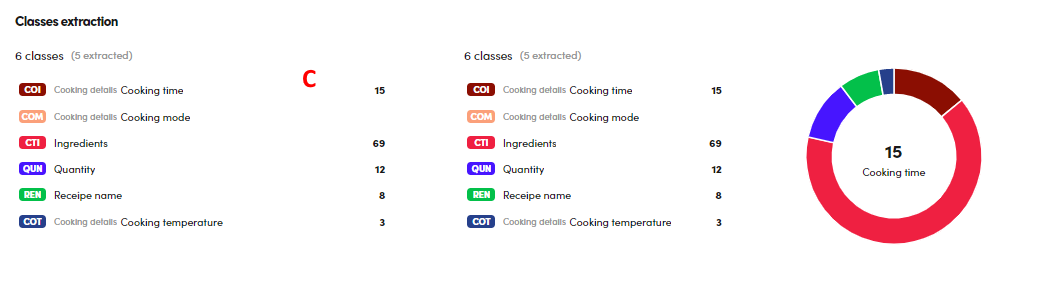 Classes extraction
6 classes (5 extracted)
C
COI Cooking details Cooking time 15
COM Cooking details Cooking mode
CTI Ingredients 69
QUN Quantity 12
REN Receipe name 8
COT Cooking details Cooking temperature 3
6 classes (5 extracted)
COI Cooking details Cooking time 15
COM Cooking details Cooking mode
CTI Ingredients 69
QUN Quantity 12
REN Receipe name 8
COT Cooking details Cooking temperature 3
15
Cooking time